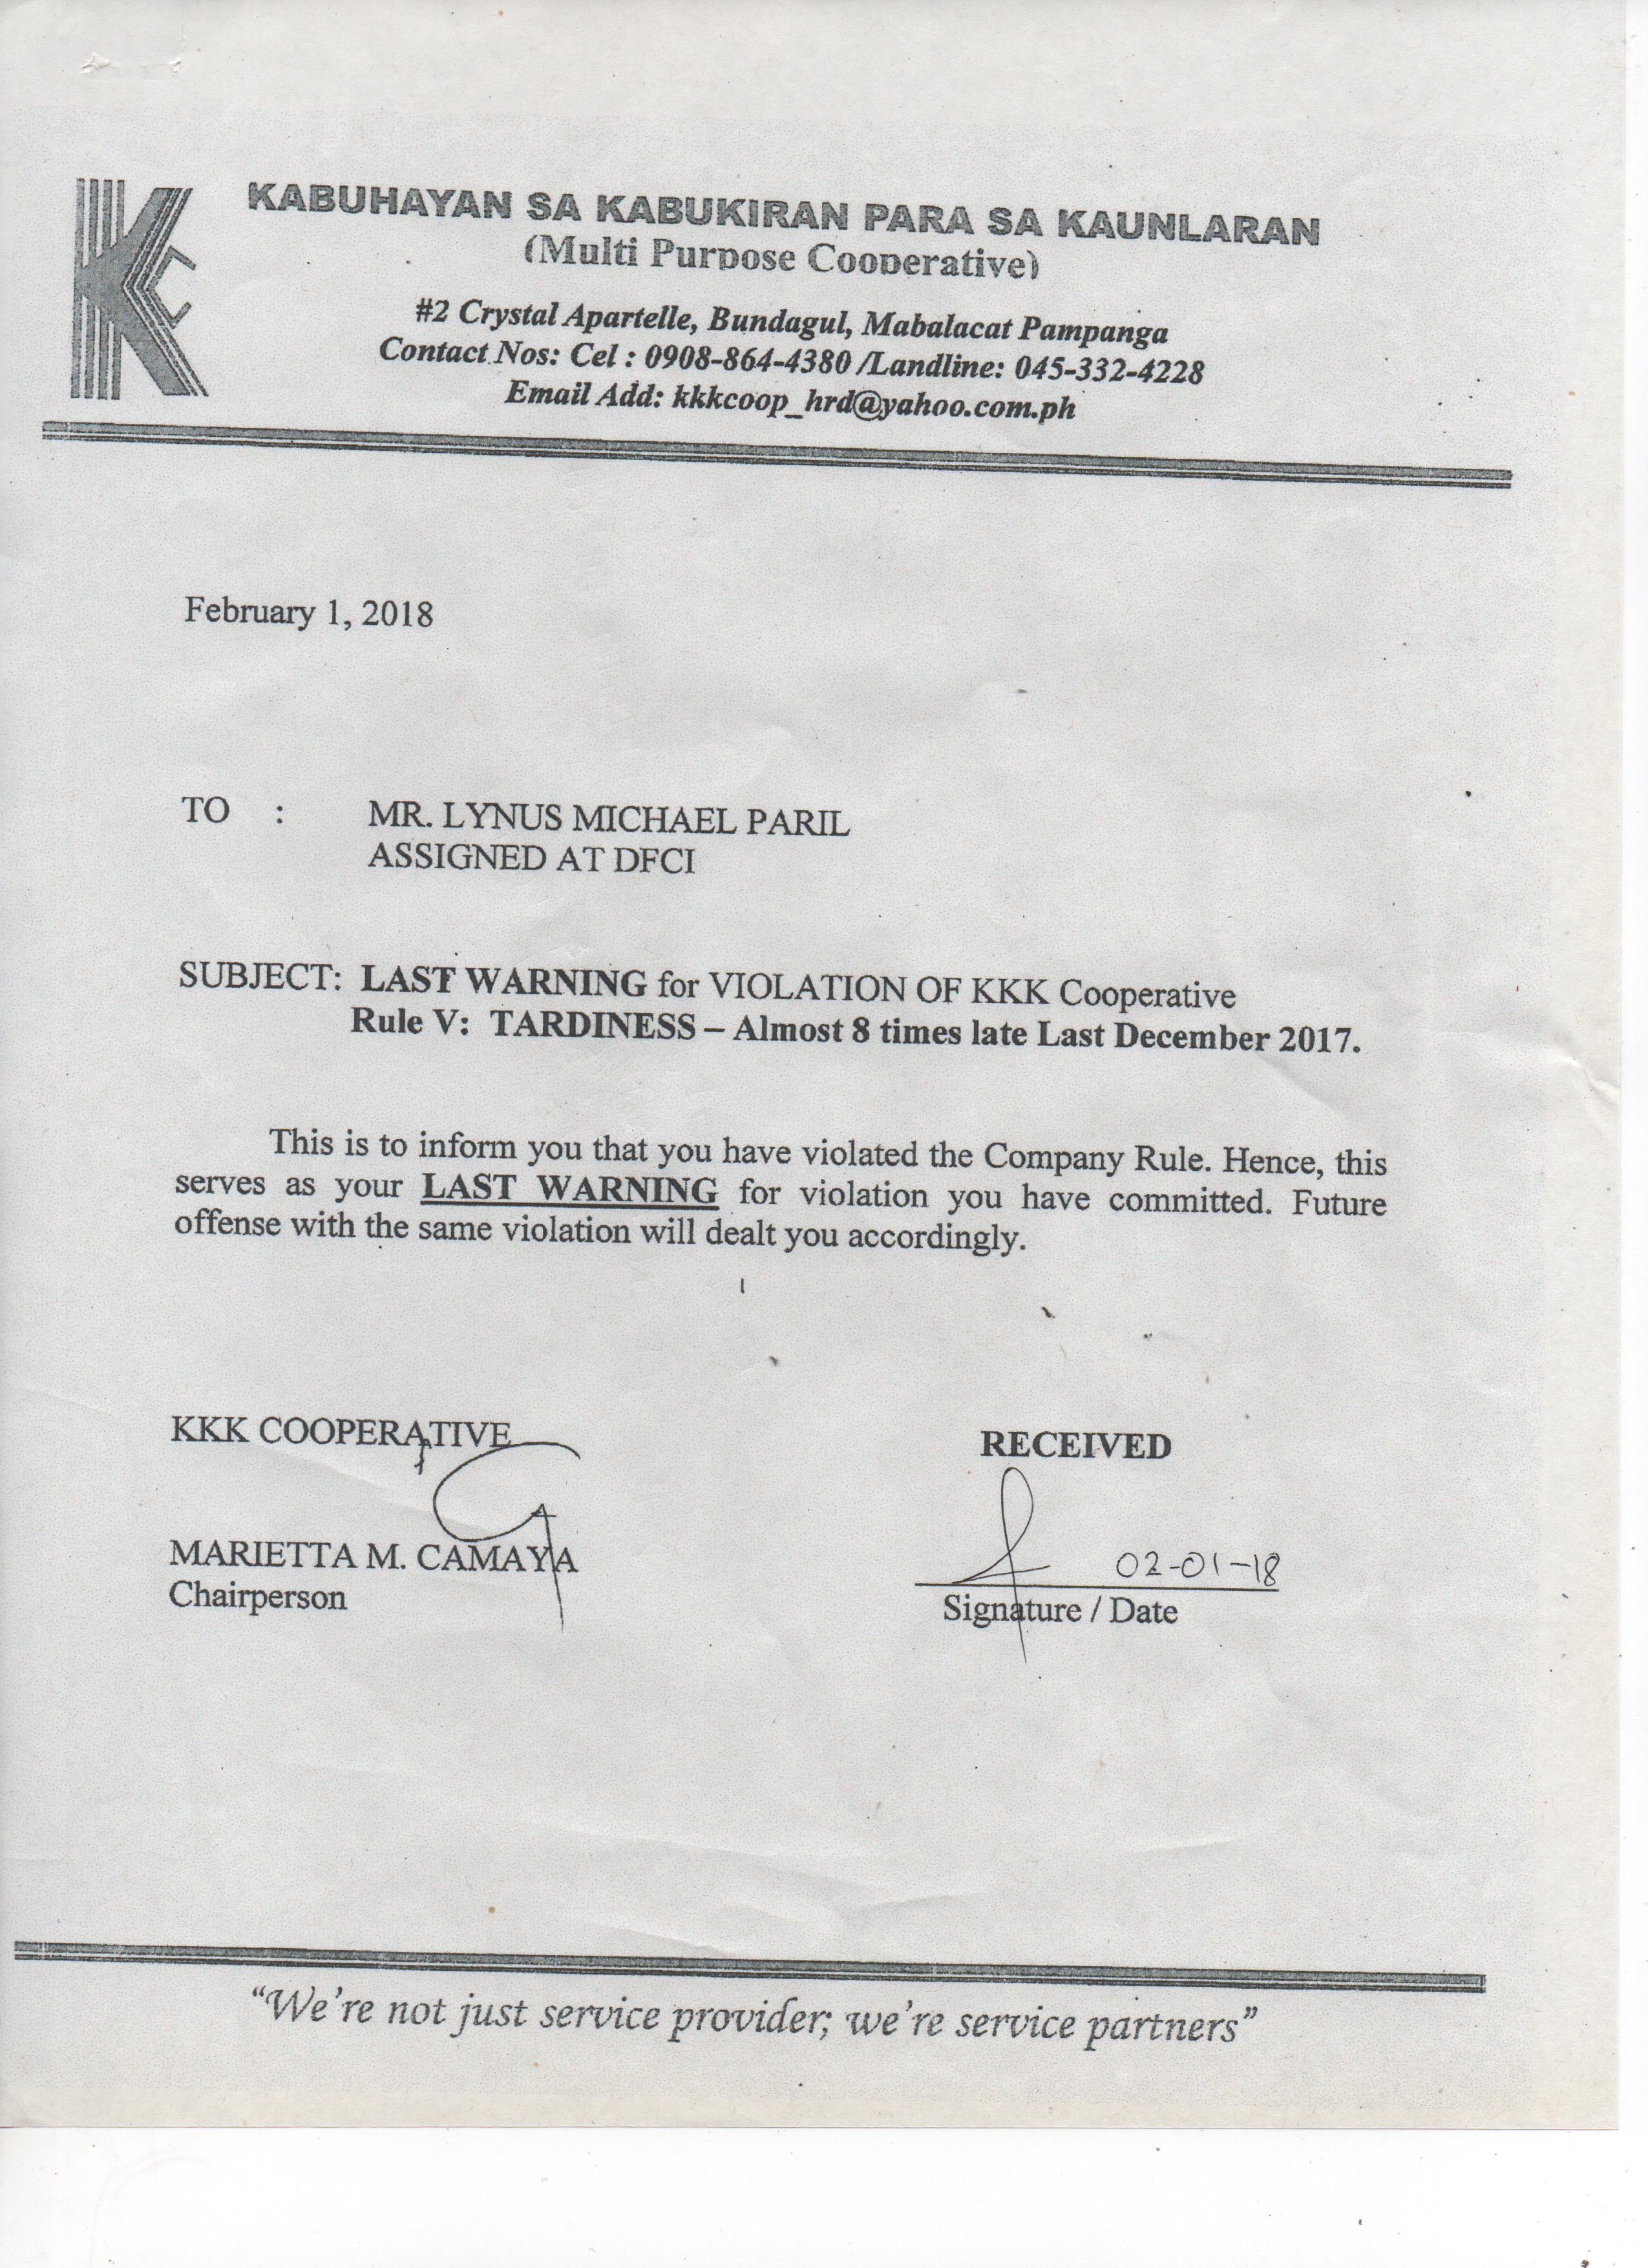 KABUHAYAN SA KABUKIRAN PARA SA KAUNLARAN
(Multi Purpose Cooperative)
#2 Crystal Apartelle, Bundagul, Mabalacat Pampanga
Contact Nos: Cel : 0908-864-4380 /Landline: 045-332-4228
Email Add: kkkcoop_hrd@yahoo.com.ph
February 1, 2018
TO : MR. LYNUS MICHAEL PARIL
ASSIGNED AT DFCI
SUBJECT: LAST WARNING for VIOLATION OF KKK Cooperative
Rule V: TARDINESS – Almost 8 times late Last December 2017.
This is to inform you that you have violated the Company Rule. Hence, this
serves as your LAST WARNING for violation you have committed. Future
offense with the same violation will dealt you accordingly.
KKK COOPERATIVE
RECEIVED
MARIETTA M. CAMAYA
Chairperson
02-01-18
Signature / Date
“We’re not just service provider; we’re service partners”